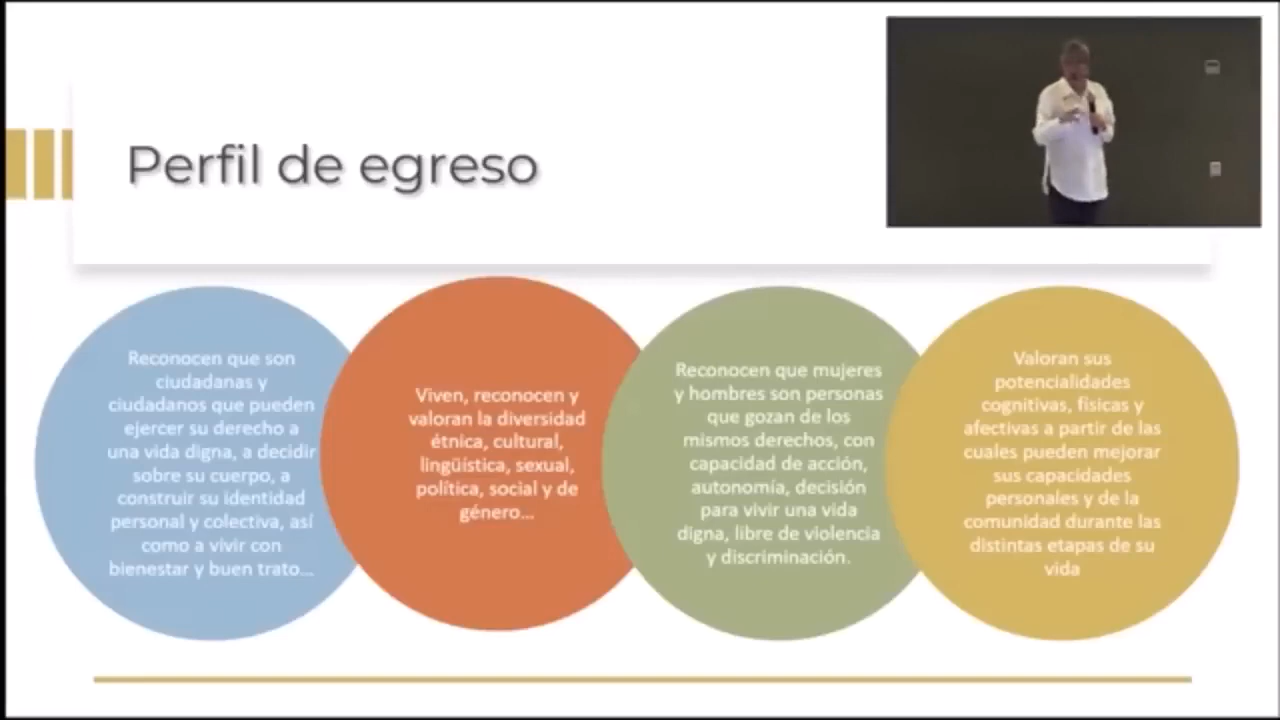 Perfil de egreso
Reconocen que son
ciudadanas y
ciudadanos que pueden
ejercer su derecho a
una vida digna, a decidir
sobre su cuerpo, a
construir su identidad
personal y colectiva, así
como a vivir con
bienestar y buen trato...
Viven, reconocen y
valoran la diversidad
étnica, cultural,
lingüística, sexual,
política, social y de
género...
Reconocen que mujeres
y hombres son personas
que gozan de los
mismos derechos, con
capacidad de acción,
autonomía, decisión
para vivir una vida
digna, libre de violencia
y discriminación.
Valoran sus
potencialidades
cognitivas, físicas y
afectivas a partir de las
cuales pueden mejorar
sus capacidades
personales y de la
comunidad durante las
distintas etapas de su
vida